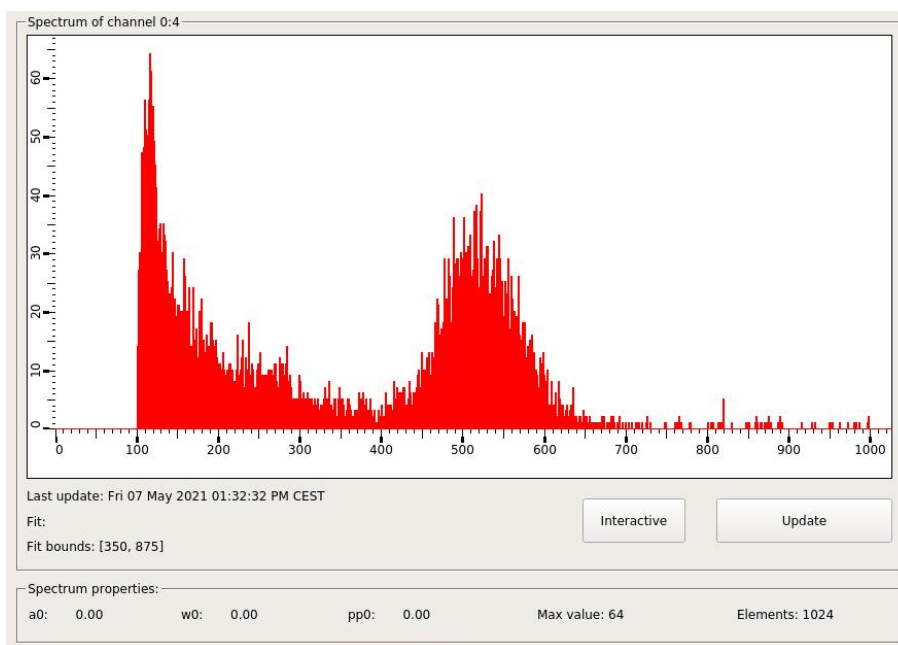 Spectrum of channel 0:4
60
50
40
30
20
10
0
0 100 200 300 400 500 600 700 800 900 1000
Last update: Fri 07 May 2021 01:32:32 PM CEST
Fit:
Fit bounds: [350, 875]
Interactive
Update
Spectrum properties:
a0: 0.00 w0: 0.00 pp0: 0.00 Max value: 64 Elements: 1024